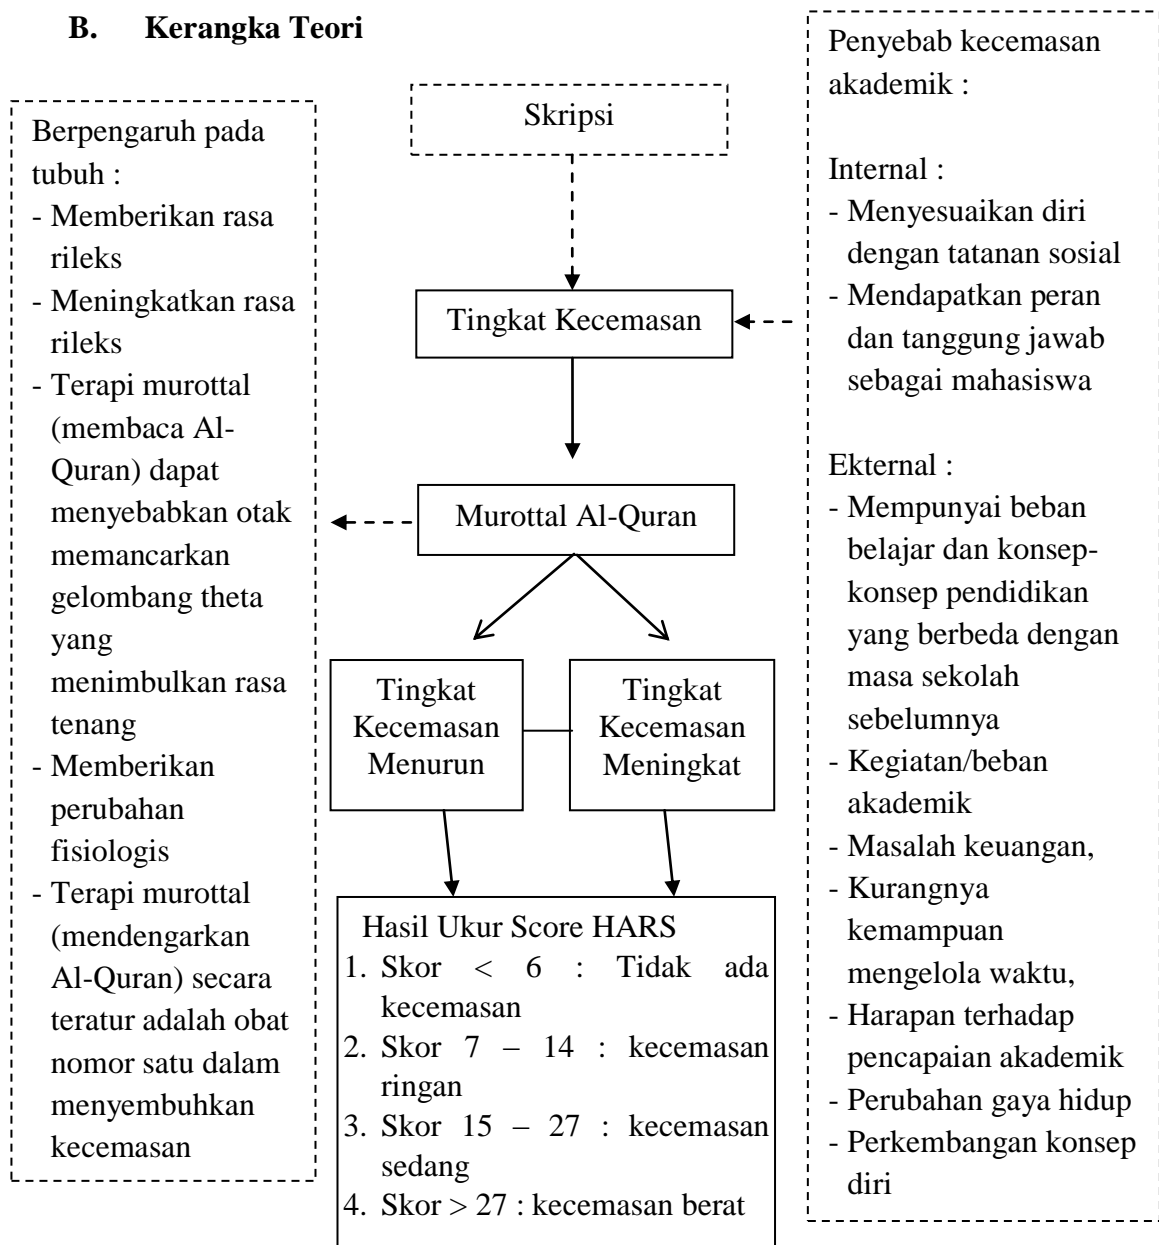 B. Kerangka Teori
Skripsi
Tingkat Kecemasan
Murottal Al-Quran
Tingkat
Kecemasan
Menurun
Tingkat
Kecemasan
Meningkat
Hasil Ukur Score HARS
1. Skor < 6 : Tidak ada
kecemasan
2. Skor 7 – 14 : kecemasan
ringan
3. Skor 15 – 27 : kecemasan
sedang
4. Skor > 27 : kecemasan berat
Berpengaruh pada
tubuh :
- Memberikan rasa
rileks
- Meningkatkan rasa
rileks
- Terapi murottal
(membaca Al-
Quran) dapat
menyebabkan otak
memancarkan
gelombang theta
yang
menimbulkan rasa
tenang
- Memberikan
perubahan
fisiologis
- Terapi murottal
(mendengarkan
Al-Quran) secara
teratur adalah obat
nomor satu dalam
menyembuhkan
kecemasan
Penyebab kecemasan
akademik :
Internal :
- Menyesuaikan diri
dengan tatanan sosial
- Mendapatkan peran
dan tanggung jawab
sebagai mahasiswa
Ekternal :
- Mempunyai beban
belajar dan konsep-
konsep pendidikan
yang berbeda dengan
masa sekolah
sebelumnya
- Kegiatan/beban
akademik
- Masalah keuangan,
- Kurangnya
kemampuan
mengelola waktu,
- Harapan terhadap
pencapaian akademik
- Perubahan gaya hidup
- Perkembangan konsep
diri